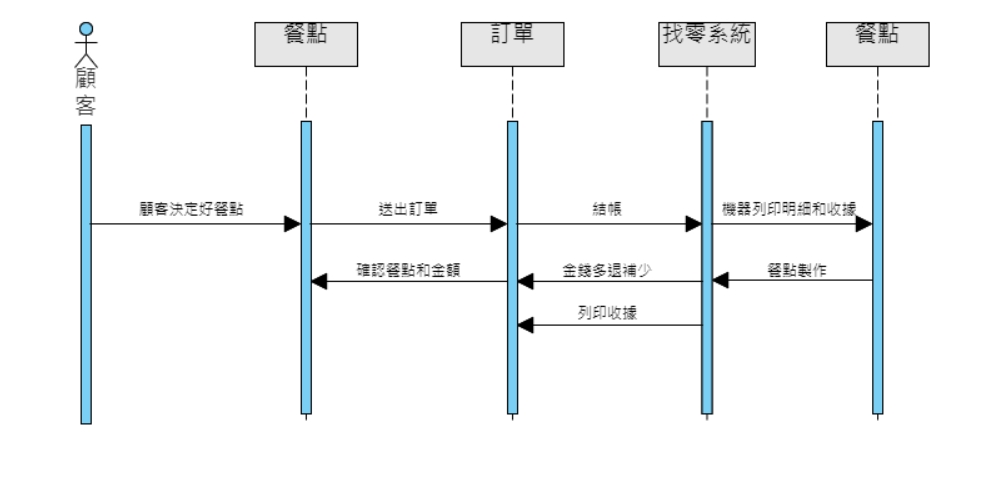 顧
客
餐點
訂單
找零系統
餐點
顧客決定好餐點
送出訂單
結帳
機器列印明細和收據
確認餐點和金額
金錢多退補少
餐點製作
列印收據